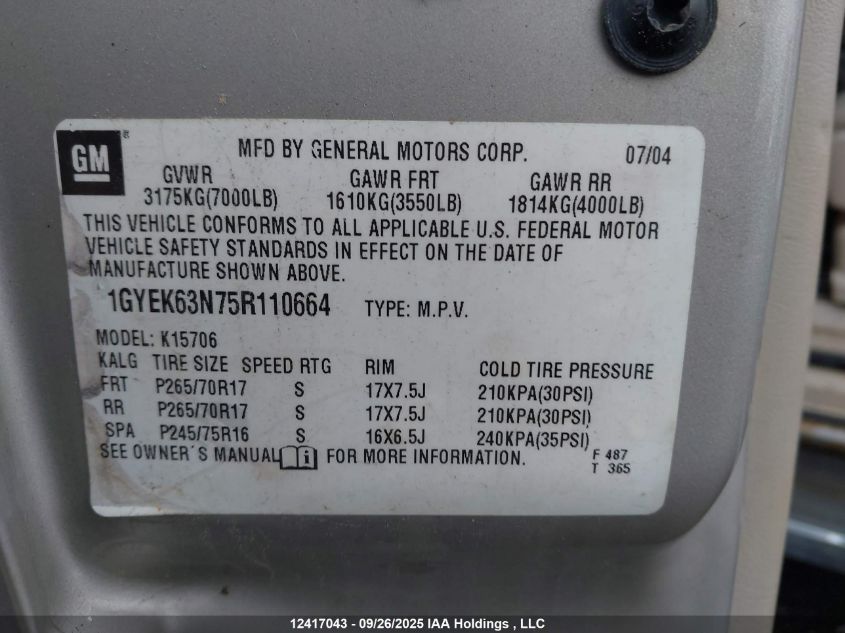 GM ®
MFD BY GENERAL MOTORS CORP. 07/04
GVWR GAWR FRT GAWR RR
3175KG(7000LB) 1610KG(3550LB) 1814KG(4000LB)
THIS VEHICLE CONFORMS TO ALL APPLICABLE U.S. FEDERAL MOTOR
VEHICLE SAFETY STANDARDS IN EFFECT ON THE DATE OF
MANUFACTURE SHOWN ABOVE.
1GYEK63N75R110664 TYPE: M.P.V.
MODEL: K15706
KALG TIRE SIZE SPEED RTG RIM COLD TIRE PRESSURE
FRT P265/70R17 S 17X7.5J 210KPA(30PSI)
RR P265/70R17 S 17X7.5J 210KPA(30PSI)
SPA P245/75R16 S 16X6.5J 240KPA(35PSI)
SEE OWNER'S MANUAL i FOR MORE INFORMATION. F 487
T 365
12417043 - 09/26/2025 IAA Holdings , LLC